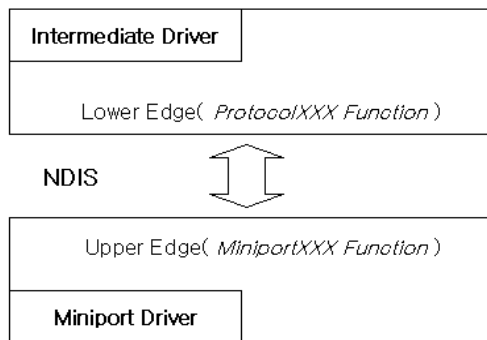 Intermediate Driver
Lower Edge( ProtocolXXX Function )
NDIS
Upper Edge( MiniportXXX Function )
Miniport Driver